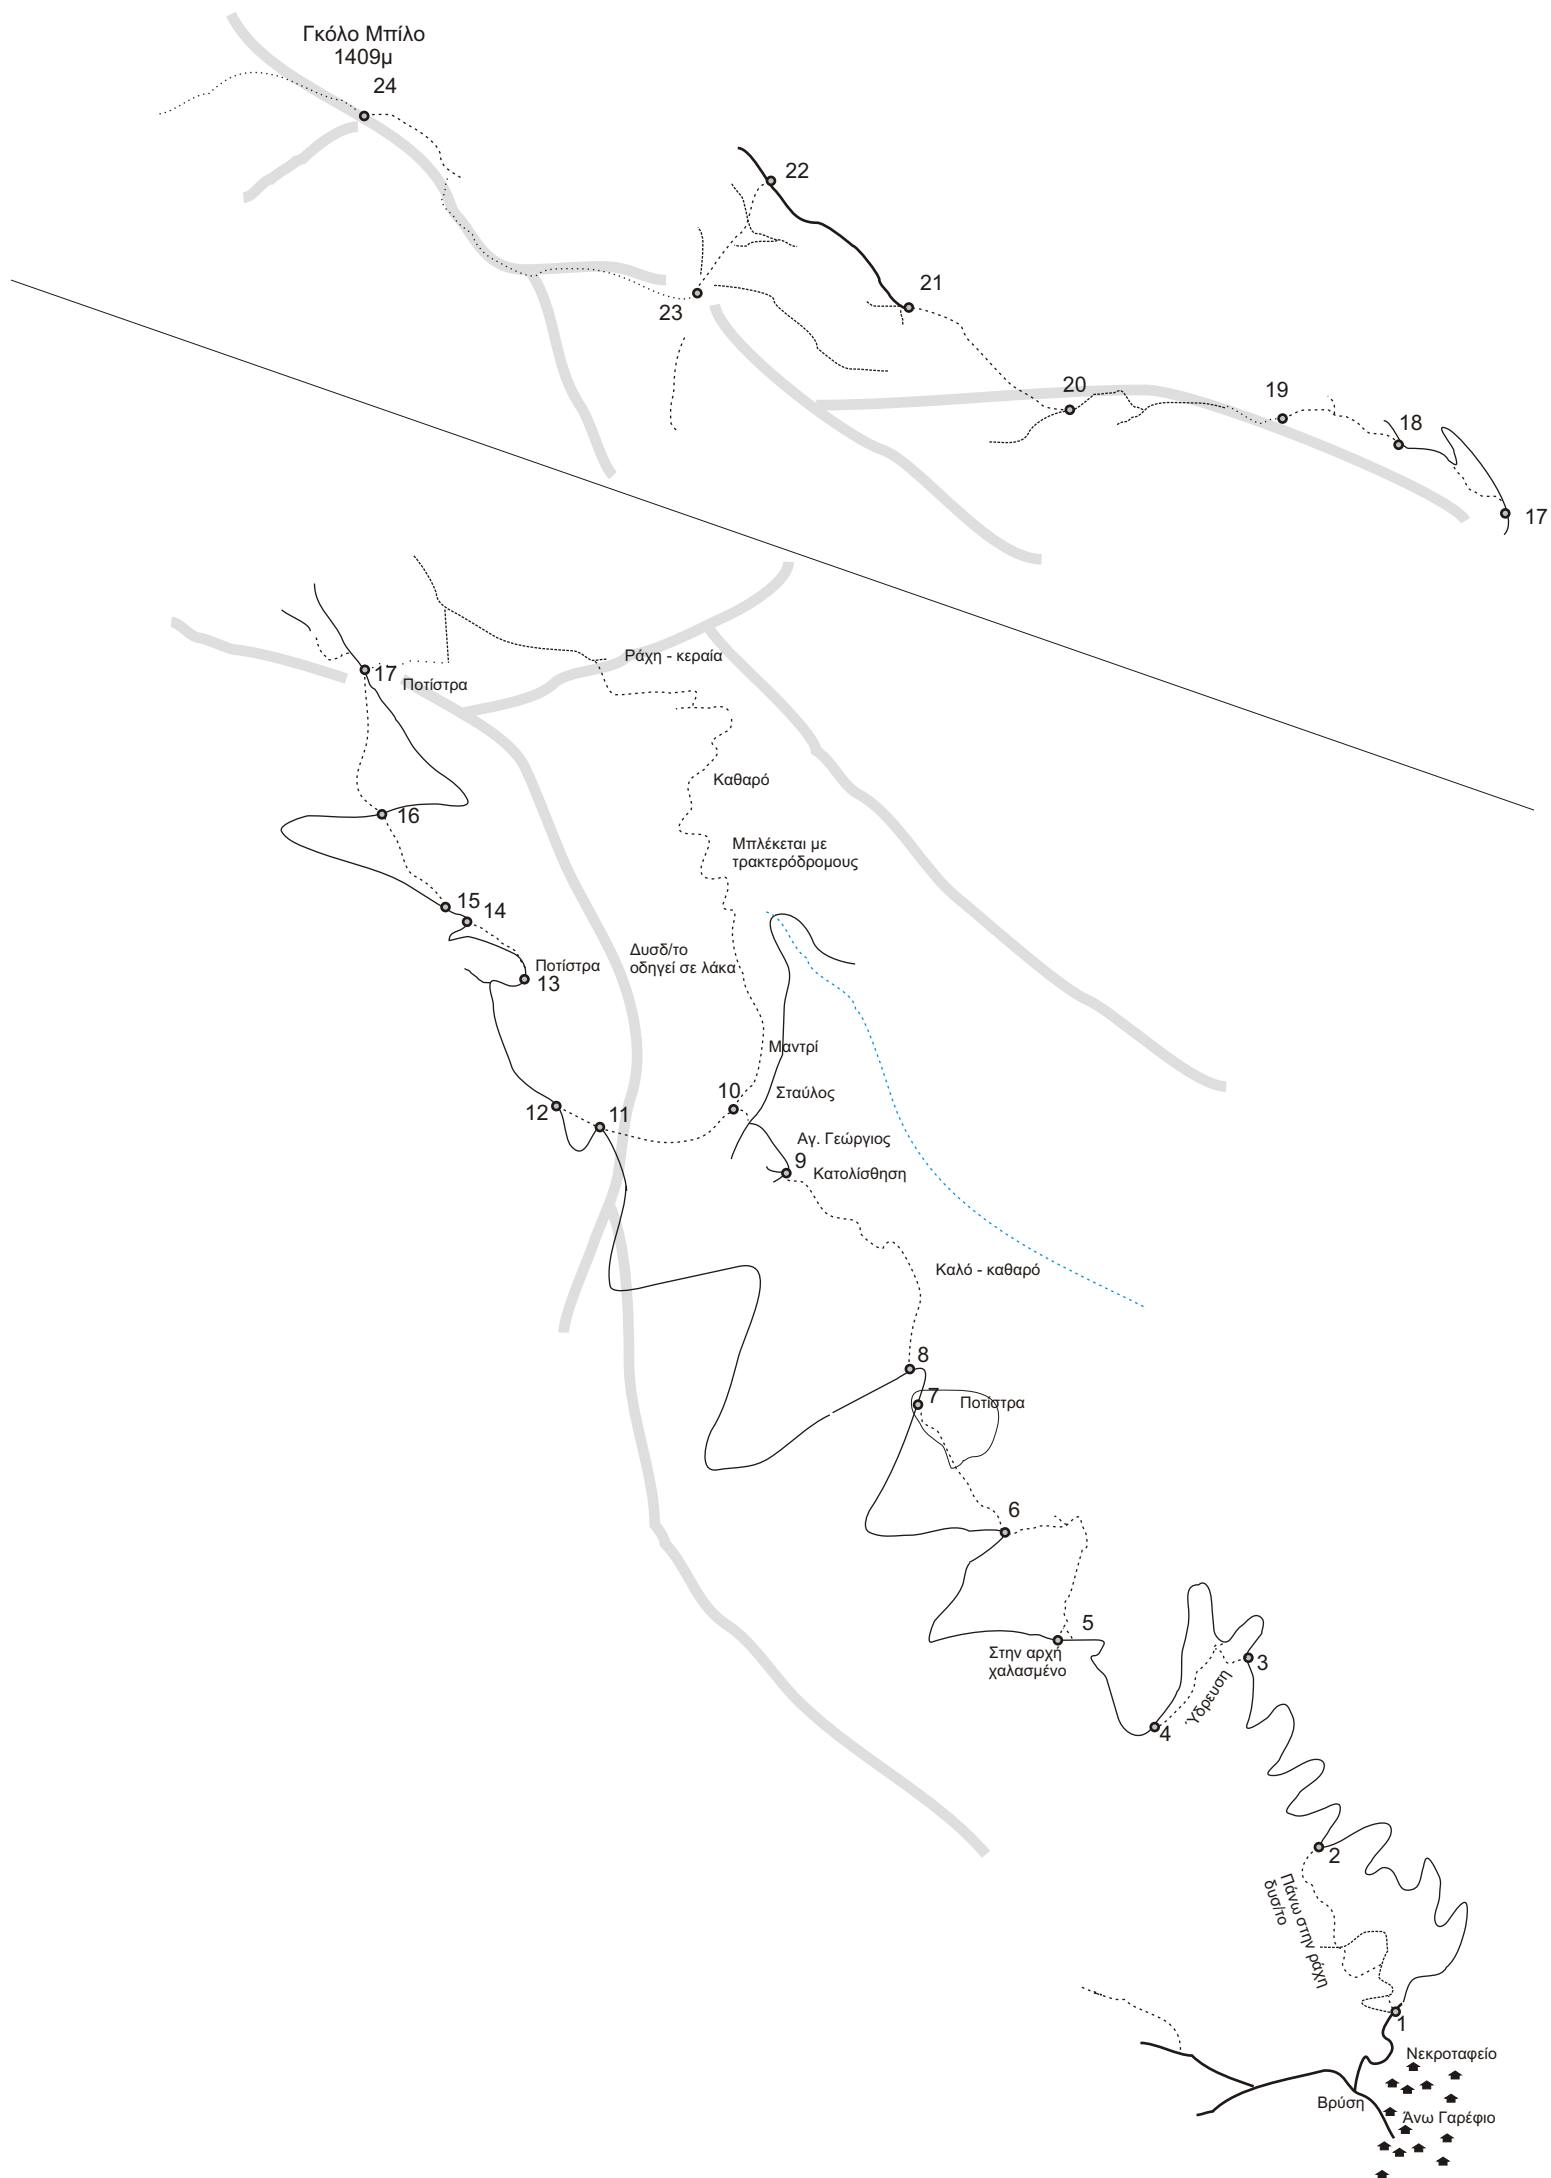 Γκόλο Μπίλο
1409μ
24
22
21
23
20
19
18
17
Ράχη - κεραία
17
Ποτίστρα
Καθαρό
16
Μπλέκεται με
τρακτερόδρομους
15
14
Δυσδ/το
οδηγεί σε λάκα
Ποτίστρα
13
Μαντρί
10
Σταύλος
12
11
Αγ. Γεώργιος
9
Κατολίσθηση
Καλό - καθαρό
8
7
Ποτίστρα
6
5
Στην αρχή
χαλασμένο
3
Ύδρευση
4
2
Πάνω στην ράχη
δυσ/το
1
Νεκροταφείο
Βρύση
Άνω Γαρέφιο